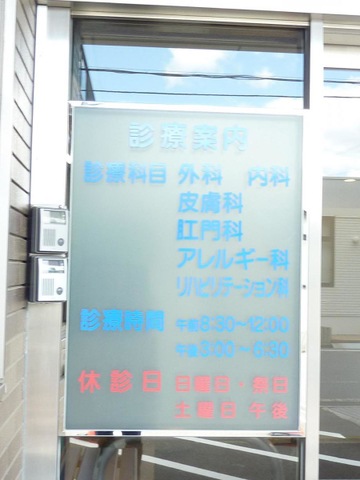 診療案内
診療科目 外科 内科
皮膚科
肛門科
アレルギー科
リハビリテーション科
診療時間 午前8:30~12:00
午後3:00~6:30
休診日 日曜日・祭日
土曜日午後